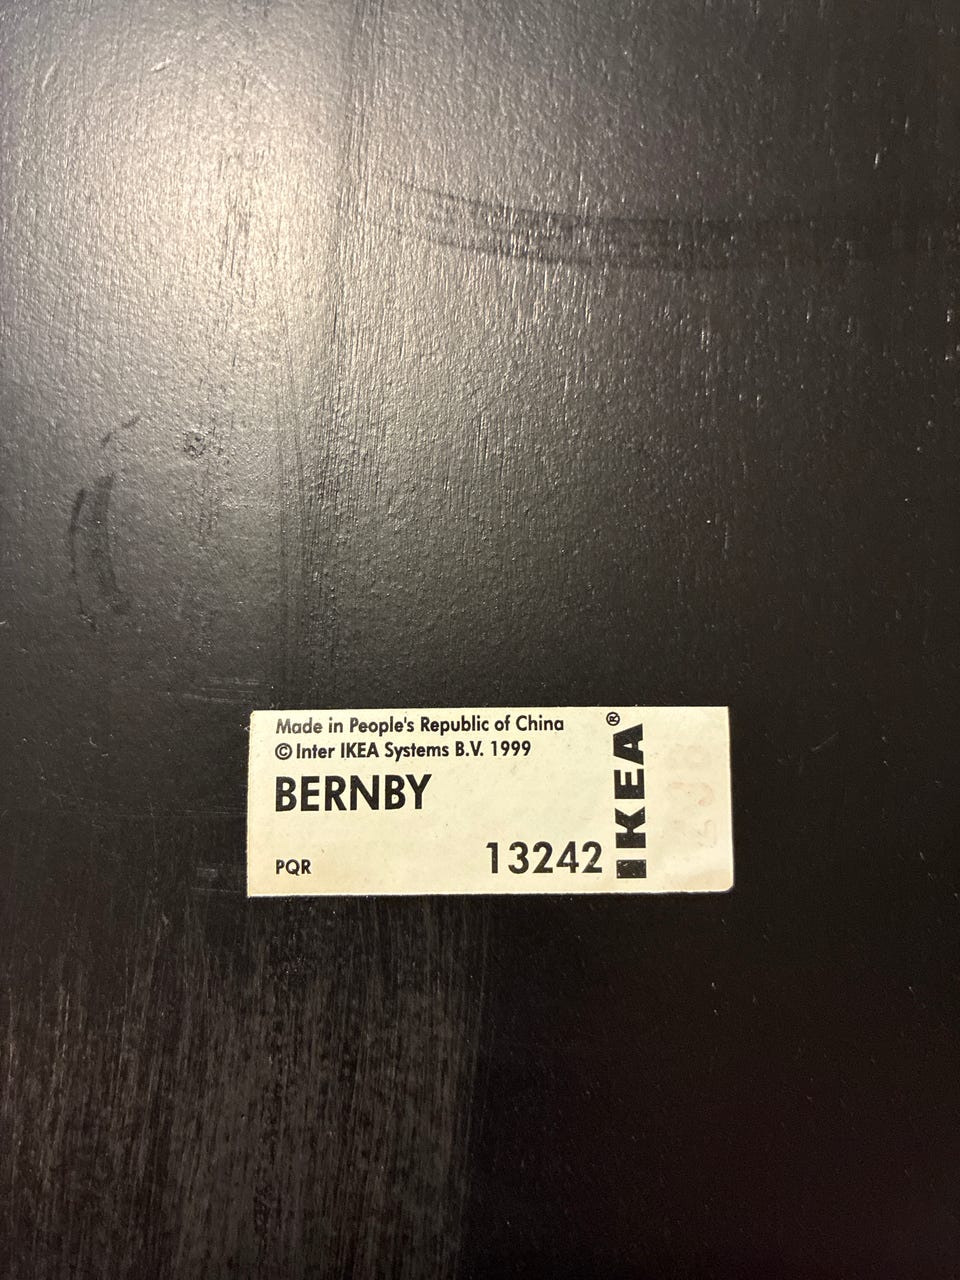 Made in People's Republic of China
© Inter IKEA Systems B.V. 1999
BERNBY
PQR
13242
IKEA®